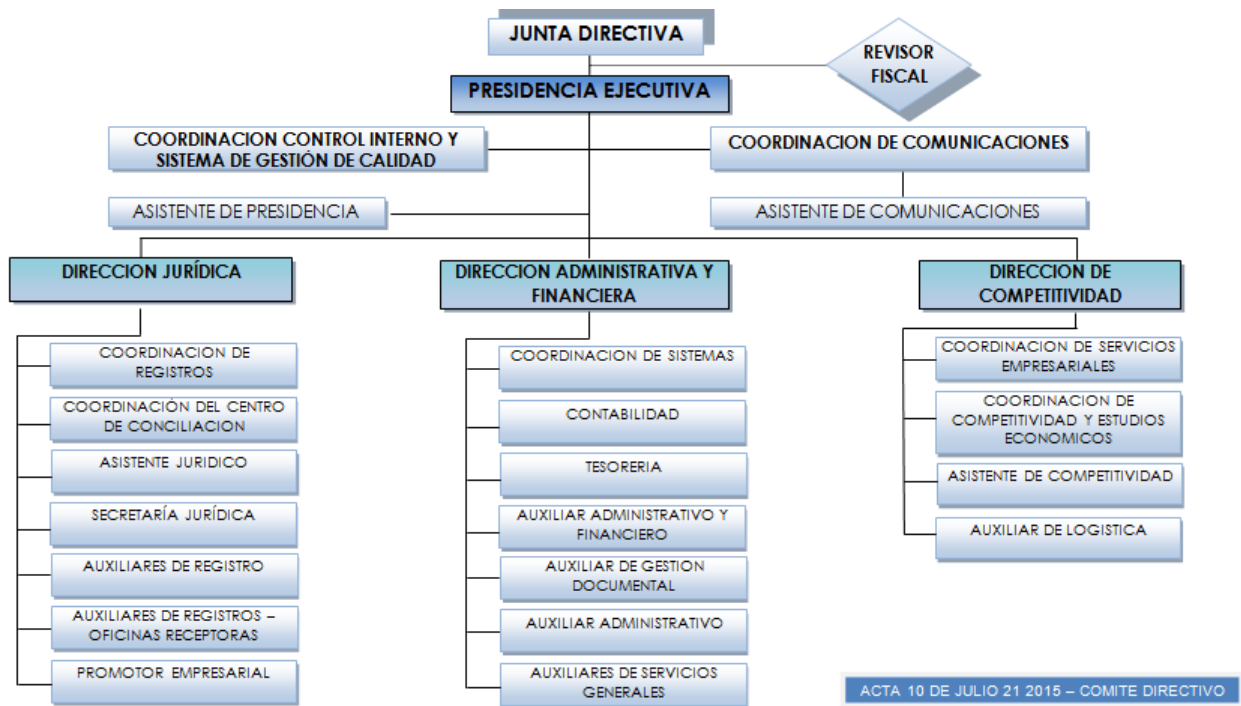 JUNTA DIRECTIVA
REVISOR
FISCAL
PRESIDENCIA EJECUTIVA
COORDINACION CONTROL INTERNO Y
SISTEMA DE GESTIÓN DE CALIDAD
COORDINACION DE COMUNICACIONES
ASISTENTE DE PRESIDENCIA
ASISTENTE DE COMUNICACIONES
DIRECCION JURÍDICA
COORDINACION DE
REGISTROS
COORDINACIÓN DEL CENTRO
DE CONCILIACION
ASISTENTE JURIDICO
SECRETARÍA JURÍDICA
AUXILIARES DE REGISTRO
AUXILIARES DE REGISTROS –
OFICINAS RECEPTORAS
PROMOTOR EMPRESARIAL
DIRECCION ADMINISTRATIVA Y
FINANCIERA
COORDINACION DE SISTEMAS
CONTABILIDAD
TESORERIA
AUXILIAR ADMINISTRATIVO Y
FINANCIERO
AUXILIAR DE GESTION
DOCUMENTAL
AUXILIAR ADMINISTRATIVO
AUXILIARES DE SERVICIOS
GENERALES
DIRECCION DE
COMPETITIVIDAD
COORDINACION DE SERVICIOS
EMPRESARIALES
COORDINACION DE
COMPETITIVIDAD Y ESTUDIOS
ECONOMICOS
ASISTENTE DE COMPETITIVIDAD
AUXILIAR DE LOGISTICA
ACTA 10 DE JULIO 21 2015 – COMITE DIRECTIVO